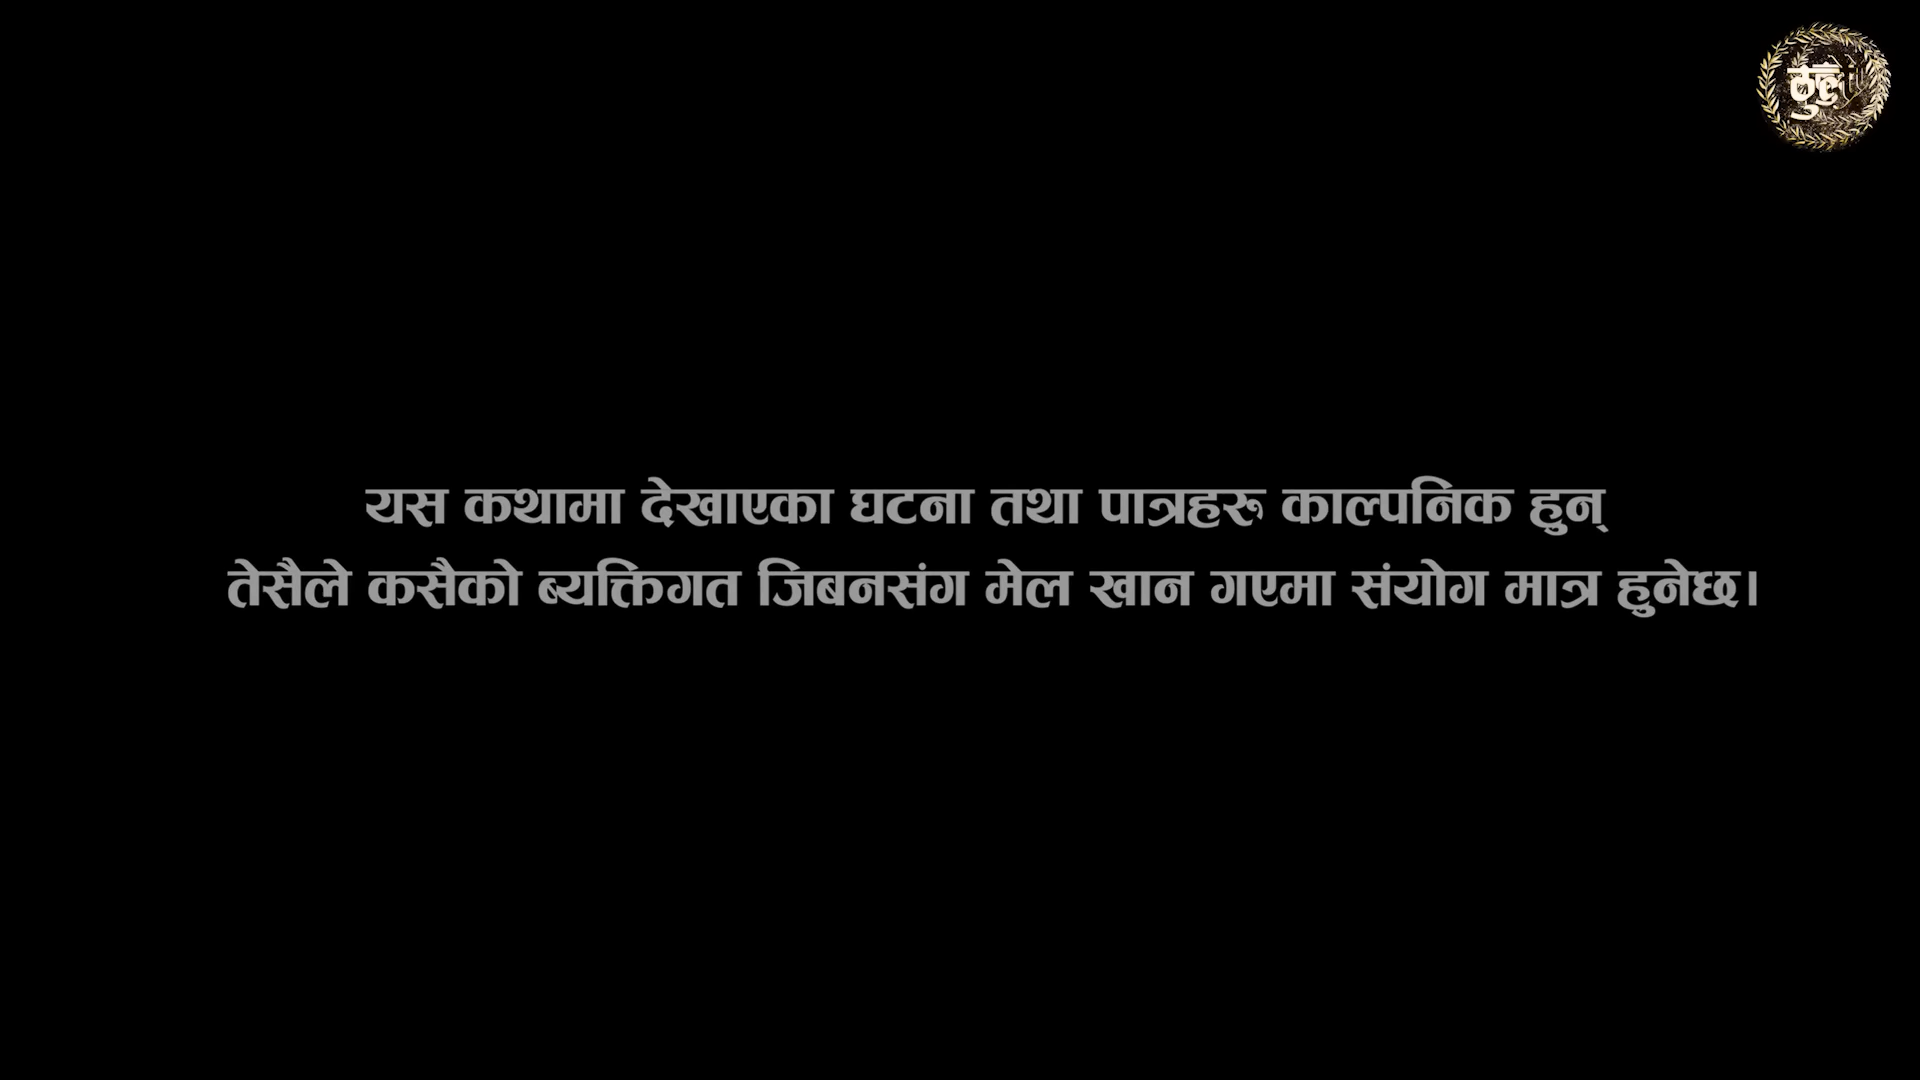 यस कथामा देखाएका घटना तथा पात्रहरु काल्पनिक हुन्
तेसैले कसैको ब्यक्तिगत जिबनसंग मेल खान गएमा संयोग मात्र हुनेछ।